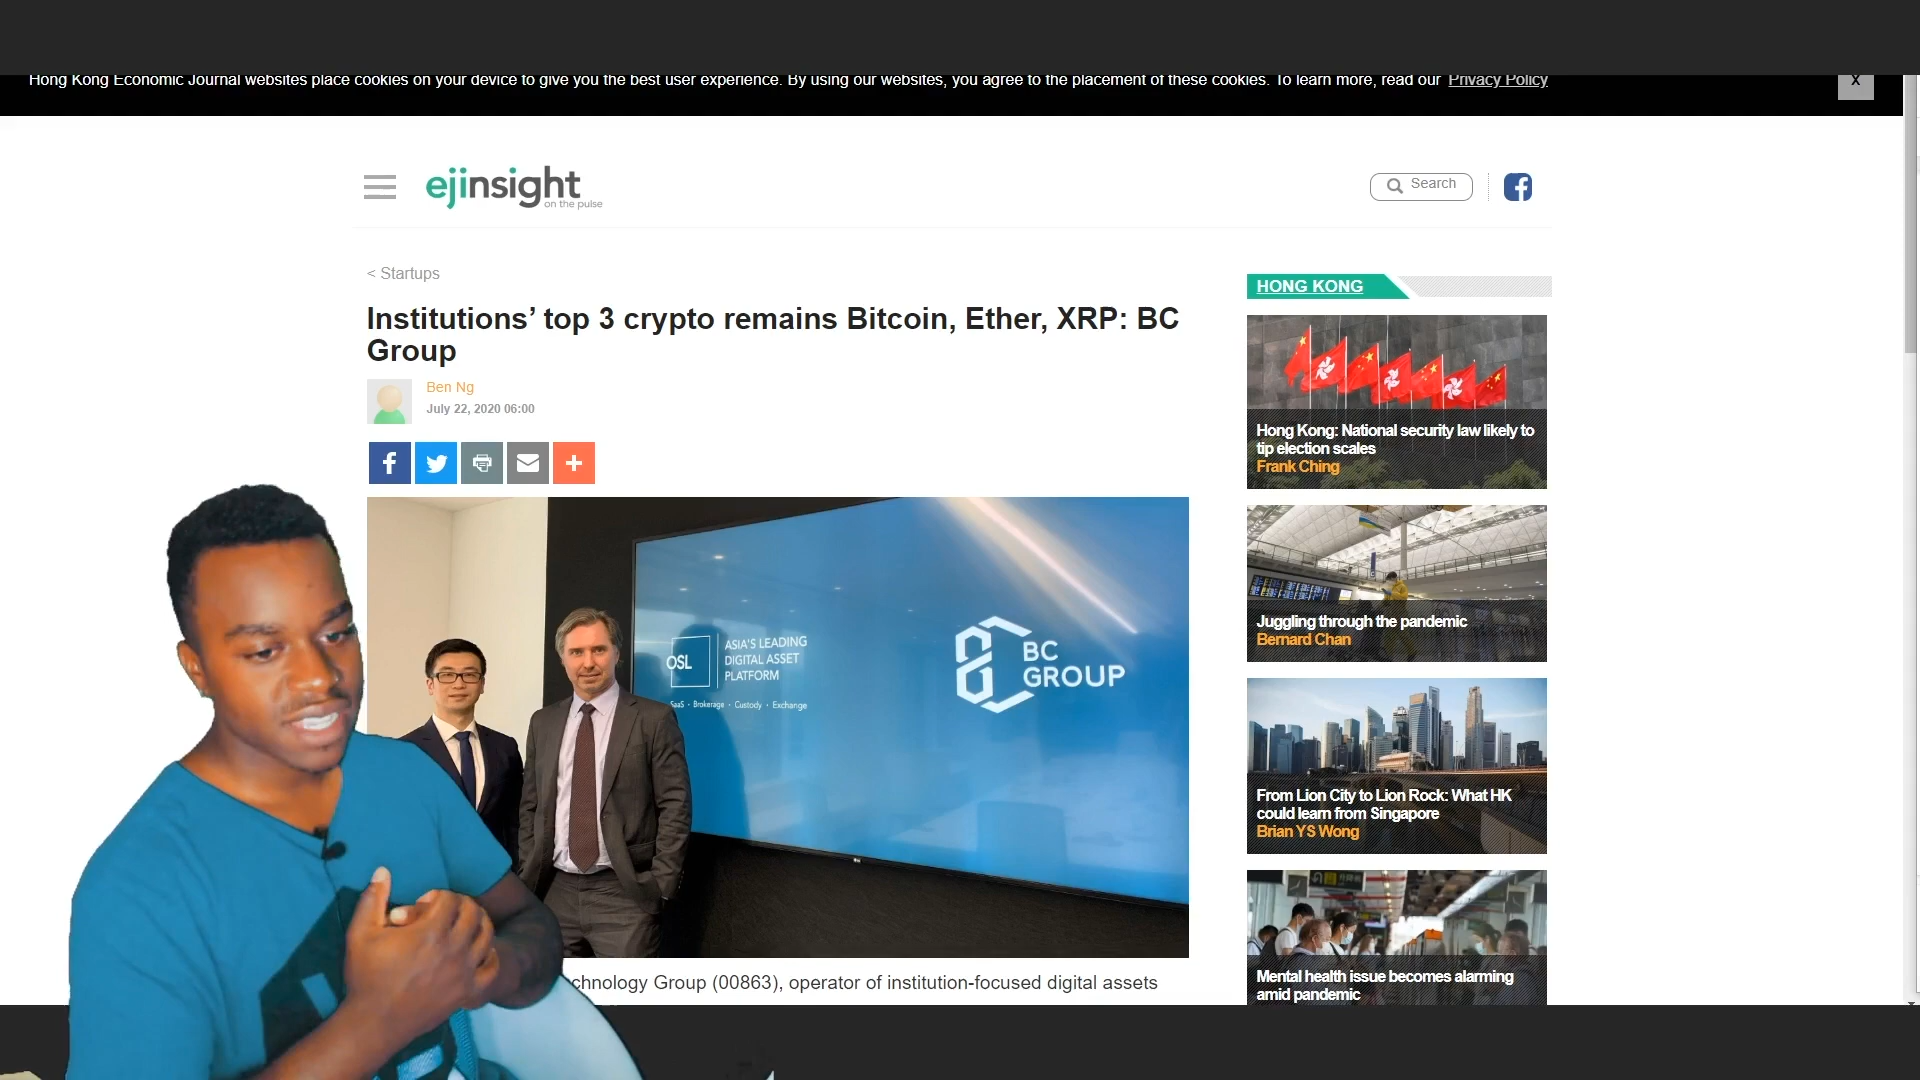 Hong Kong Economic Journal websites place cookies on your device to give you the best user experience. By using our websites, you agree to the placement of these cookies. To learn more, read our Privacy Policy
X
ejinsight
on the pulse
Search
< Startups
Institutions’ top 3 crypto remains Bitcoin, Ether, XRP: BC
Group
Ben Ng
July 22, 2020 06:00
OSL
ASIA'S LEADING
DIGITAL ASSET
PLATFORM
SaaS · Brokerage · Custody · Exchange
BC
GROUP
chnology Group (00863), operator of institution-focused digital assets
HONG KONG
Hong Kong: National security law likely to
tip election scales
Frank Ching
Juggling through the pandemic
Bernard Chan
From Lion City to Lion Rock: What HK
could learn from Singapore
Brian YS Wong
Mental health issue becomes alarming
amid pandemic